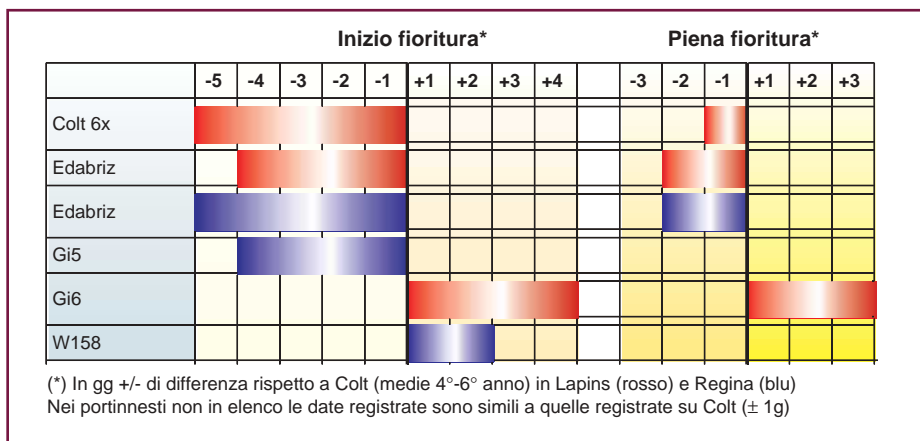 Inizio fioritura* Piena fioritura*
-5 -4 -3 -2 -1 +1 +2 +3 +4 -3 -2 -1 +1 +2 +3
Colt 6x
Edabriz
Edabriz
Gi5
Gi6
W158
(*) In gg +/- di differenza rispetto a Colt (medie 4°-6° anno) in Lapins (rosso) e Regina (blu)
Nei portinnesti non in elenco le date registrate sono simili a quelle registrate su Colt (± 1g)